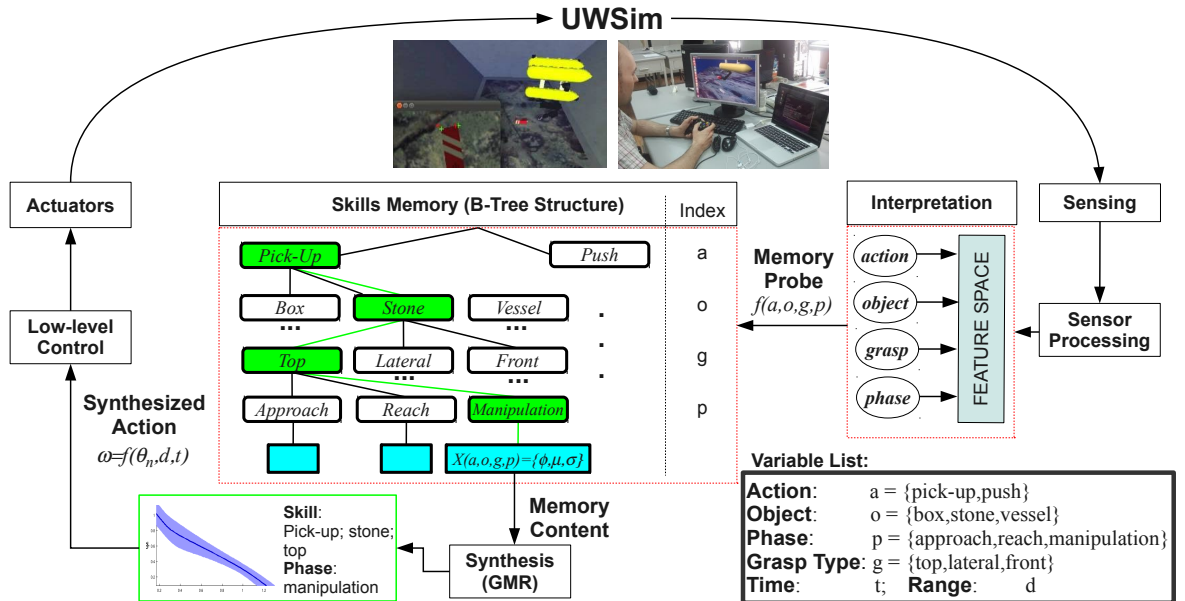 UWSim
Actuators
Skills Memory (B-Tree Structure)
Index
Interpretation
Sensing
Pick-Up
Push
a
Memory
Probe
f(a,o,g,p)
action
object
grasp
phase
FEATURE SPACE
Box
Stone
Vessel
o
...
...
Low-level
Control
Sensor
Processing
Top
Lateral
Front
g
...
...
Approach
Reach
Manipulation
p
Synthesized
Action
ω=f(θₙ,d,t)
X(a,o,g,p)={ϕ,μ,σ}
Memory
Content
Skill:
Pick-up; stone;
top
Phase:
manipulation
Synthesis
(GMR)
Variable List:
Action: a = {pick-up,push}
Object: o = {box,stone,vessel}
Phase: p = {approach,reach,manipulation}
Grasp Type: g = {top,lateral,front}
Time: t; Range: d